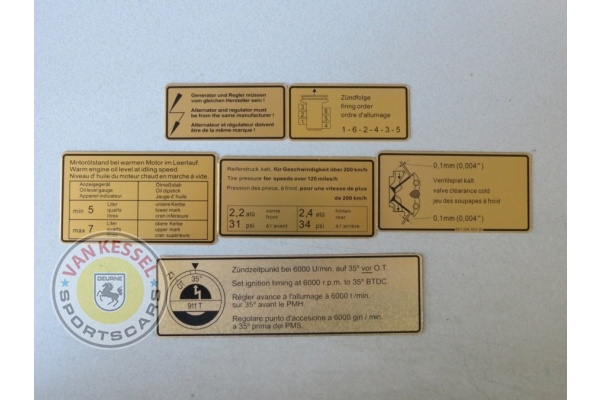 Generator und Regler müssen
vom gleichen Hersteller sein!
Alternator and regulator must
be from the same manufacturer!
Alternateur et régulateur doivent
être de la même marque!
Zündfolge
firing order
ordre d'allumage
1-6-2-4-3-5
Motorölstand bei warmen Motor im Leerlauf.
Warm engine oil level at idling speed.
Niveau d'huile du moteur chaud en marche à vide.
Anzeigegerät
Oil level gauge
Appareil indicateur
Ölmeßstab
Oil dipstick
Jauge d'huile
min 5
Liter
quarts
litres
untere Kerbe
lower mark
cran inférieurs
max 7
Liter
quarts
litres
obere Kerbe
upper mark
cran supérieurs
Reifendruck kalt, für Geschwindigkeit über 200 km/h
Tire pressure for speeds over 125 miles/h
Pression des pneus, à froid, pour une vitesse de plus
de 200 km/h
2,2 atü
31 psi
vorne
front
à l'avant
2,4 atü
34 psi
hinten
rear
à l'arrière
0,1mm (0,004")
Ventilspiel kalt
valve clearance cold
jeu des soupapes à froid
0,1mm (0,004")
Zündzeitpunkt bei 6000 U/min. auf 35° vor O.T.
Set ignition timing at 6000 r.p.m. to 35° BTDC.
Régler avance a l'allumage à 6000 t/min.
sur 35° avant le PMH.
Regolare punto d'accesione a 6000 giri/min.
a 35° prima del PMS.
35°
911 T
VAN KESSEL
DEURNE
SPORTSCARS